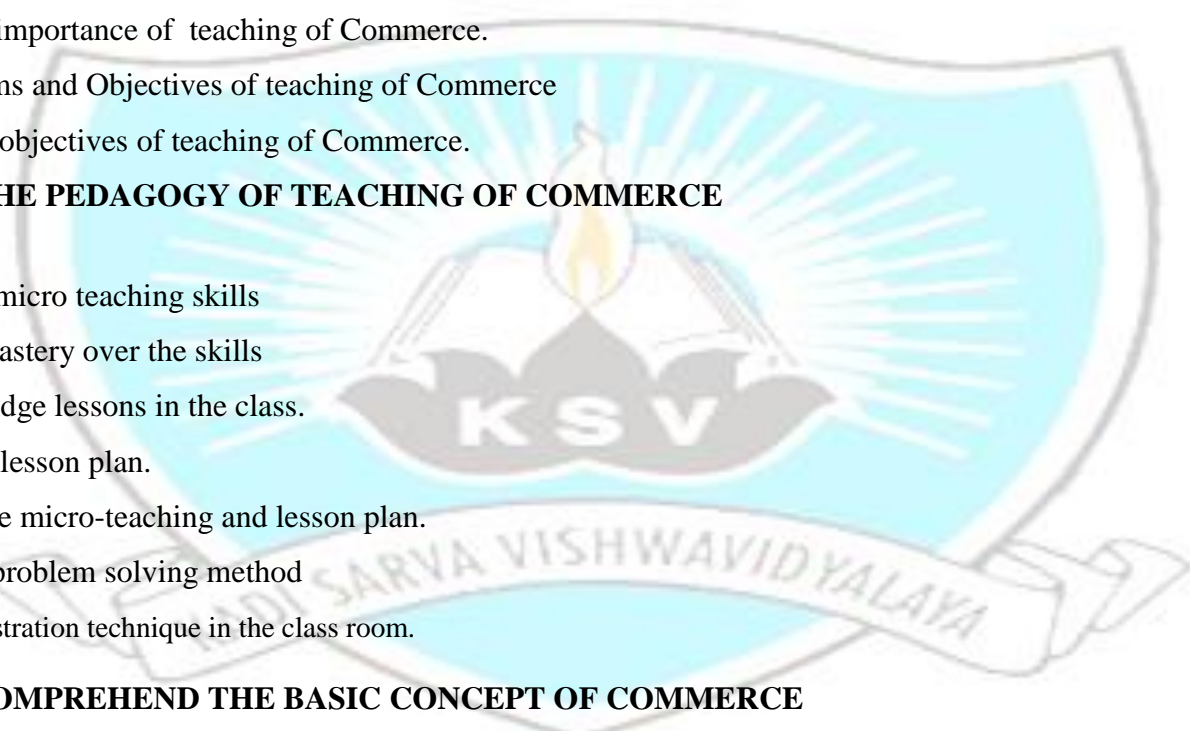 importance of teaching of Commerce.
ns and Objectives of teaching of Commerce
objectives of teaching of Commerce.
HE PEDAGOGY OF TEACHING OF COMMERCE
micro teaching skills
astery over the skills
dge lessons in the class.
lesson plan.
e micro-teaching and lesson plan.
problem solving method
stration technique in the class room.
OMPREHEND THE BASIC CONCEPT OF COMMERCE
KSV
KADI SARVA VISHWAVIDYALAYA